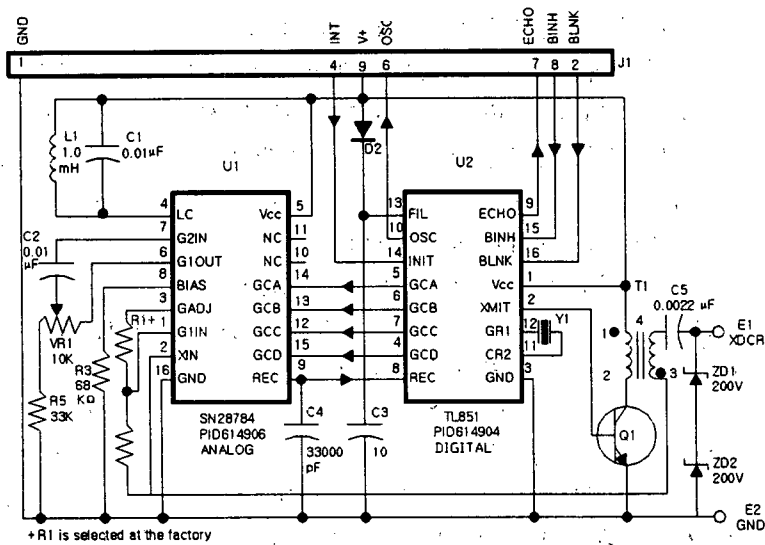 GND
INT
V+
OSC
ECHO
BINH
BLNK
1
4
9
6
7
8
2
J1
L1
1.0
mH
C1
0.01µF
D2
U1
U2
4
LC
Vcc
5
7
G2IN
NC
11
6
G1OUT
NC
10
8
BIAS
GCA
14
3
GADJ
GCB
13
1
G1IN
GCC
12
2
XIN
GCD
15
16
GND
REC
9
13
FIL
ECHO
9
10
OSC
BINH
15
14
INIT
BLNK
16
5
GCA
Vcc
1
6
GCB
XMIT
2
7
GCC
GR1
12
4
GCD
CR2
11
8
REC
GND
3
Y1
C2
0.01
µF
VR1
10K
R1+
R3
68
KΩ
R5
33K
SN28784
PID614906
ANALOG
C4
33000
pF
C3
10
TL851
PID614904
DIGITAL
T1
1
4
2
3
C5
0.0022 µF
E1
XDCR
ZD1
200V
Q1
ZD2
200V
E2
GND
+R1 is selected at the factory